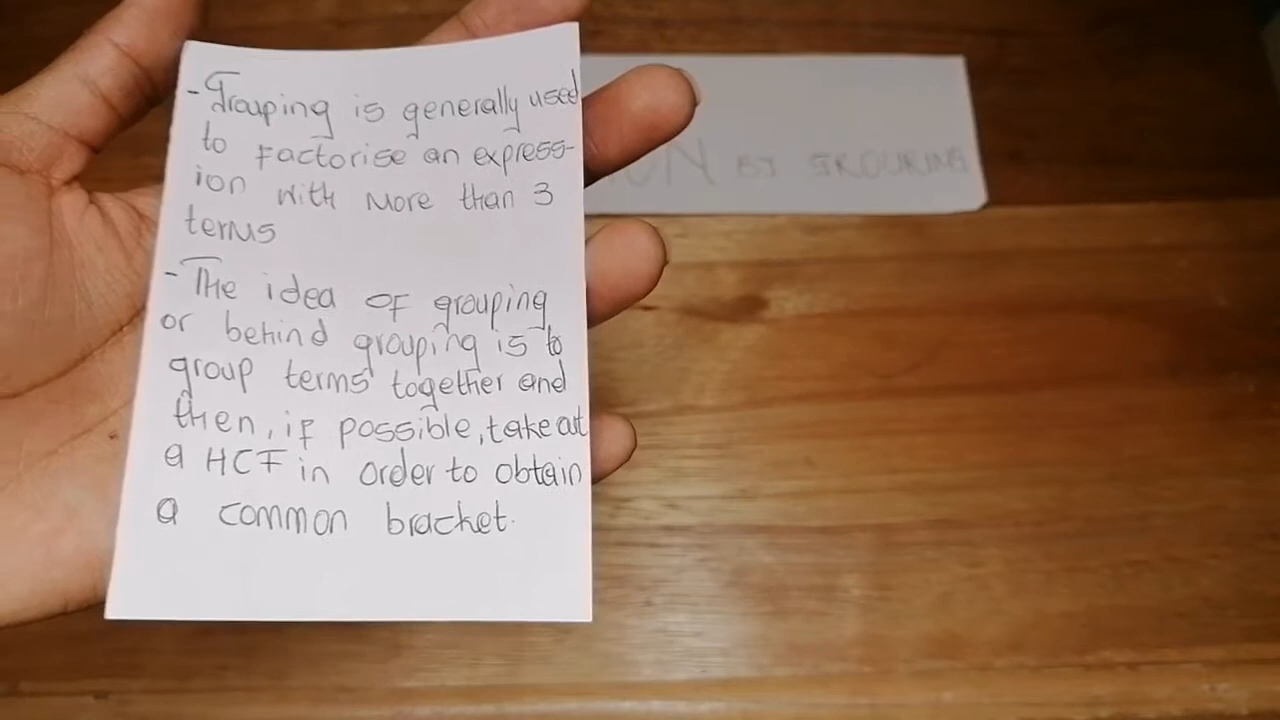 - Grouping is generally used
to factorise an express-
ion with more than 3
terms
- The idea of grouping
or behind grouping is to
group terms together and
then, if possible, take out
a HCF in order to obtain
a common bracket.
BY GROUPING